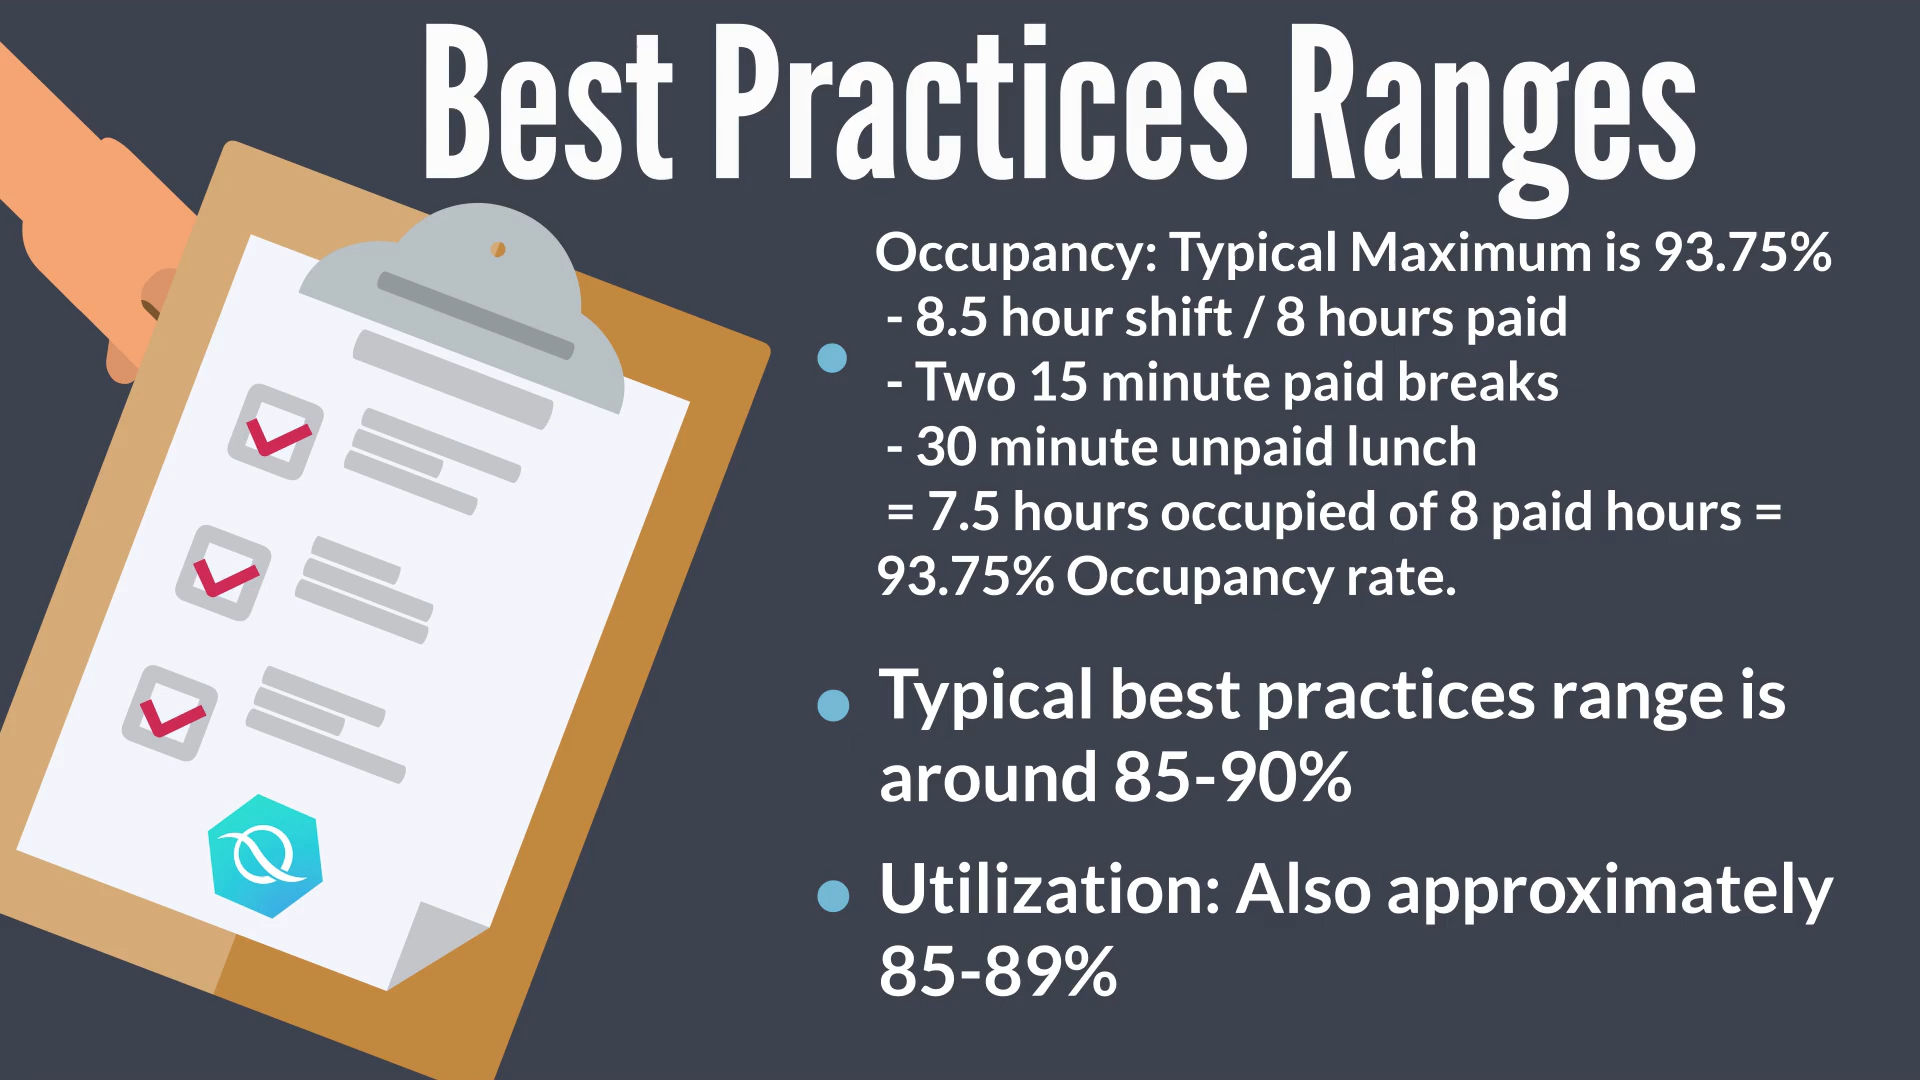 Best Practices Ranges
Occupancy: Typical Maximum is 93.75%
- 8.5 hour shift / 8 hours paid
- Two 15 minute paid breaks
- 30 minute unpaid lunch
= 7.5 hours occupied of 8 paid hours =
93.75% Occupancy rate.
Typical best practices range is
around 85-90%
Utilization: Also approximately
85-89%